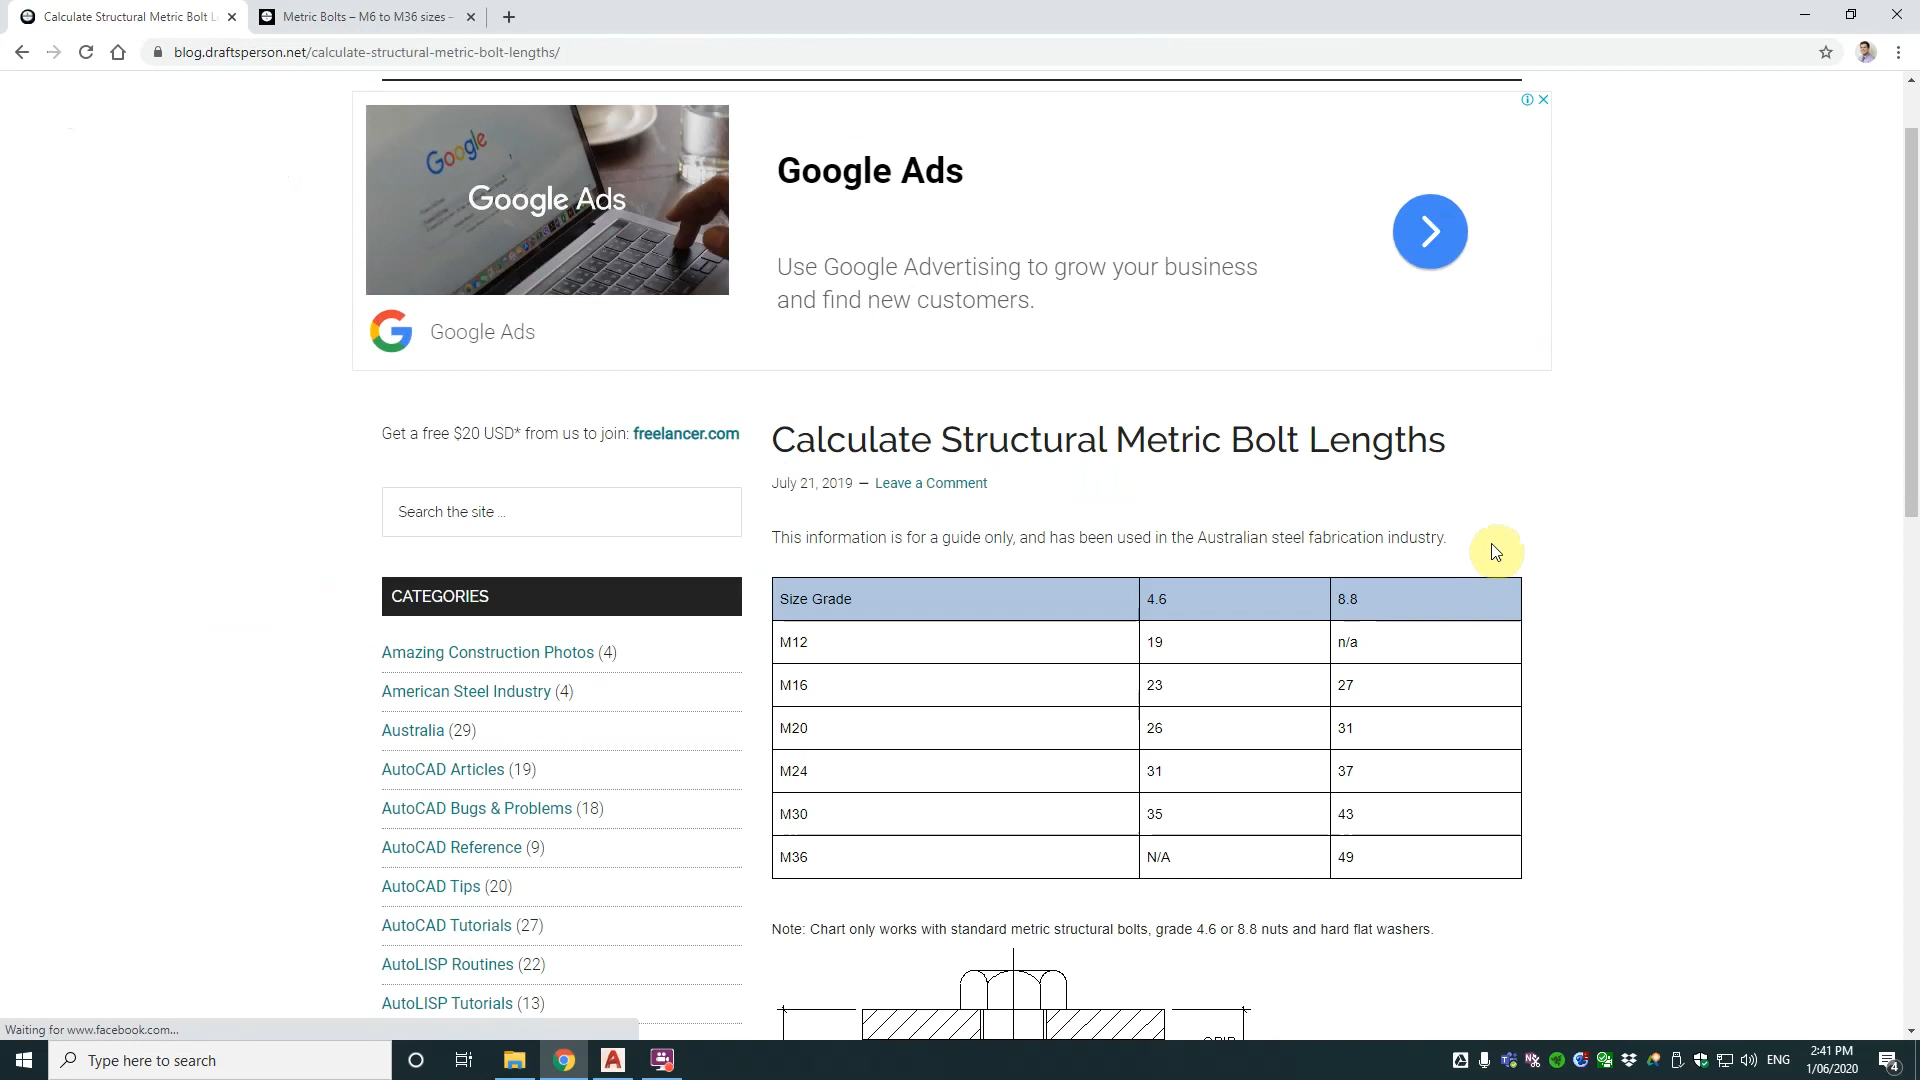 Calculate Structural Metric Bolt L
Metric Bolts – M6 to M36 sizes –
blog.draftsperson.net/calculate-structural-metric-bolt-lengths/
Google
Google Ads
Google Ads
Use Google Advertising to grow your business
and find new customers.
Google Ads
Get a free $20 USD* from us to join: freelancer.com
Search the site ...
CATEGORIES
Amazing Construction Photos (4)
American Steel Industry (4)
Australia (29)
AutoCAD Articles (19)
AutoCAD Bugs & Problems (18)
AutoCAD Reference (9)
AutoCAD Tips (20)
AutoCAD Tutorials (27)
AutoLISP Routines (22)
AutoLISP Tutorials (13)
Calculate Structural Metric Bolt Lengths
July 21, 2019 — Leave a Comment
This information is for a guide only, and has been used in the Australian steel fabrication industry.
Size Grade 4.6 8.8
M12 19 n/a
M16 23 27
M20 26 31
M24 31 37
M30 35 43
M36 N/A 49
Note: Chart only works with standard metric structural bolts, grade 4.6 or 8.8 nuts and hard flat washers.
Waiting for www.facebook.com...
Type here to search
ENG
2:41 PM
1/06/2020
4